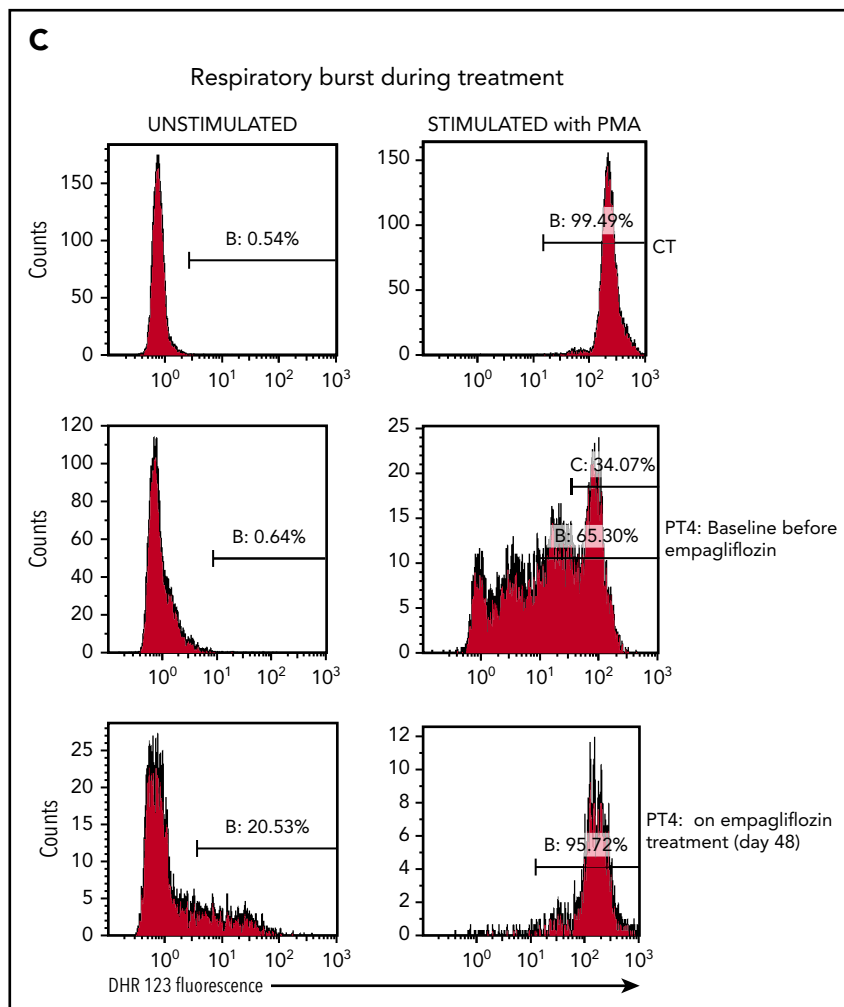 C
Respiratory burst during treatment
UNSTIMULATED
STIMULATED with PMA
Counts
150
100
50
0
B: 0.54%
10⁰ 10¹ 10² 10³
150
100
50
0
B: 99.49%
CT
10⁰ 10¹ 10² 10³
Counts
120
100
80
60
40
20
0
B: 0.64%
10⁰ 10¹ 10² 10³
25
20
15
10
5
0
C: 34.07%
B: 65.30%
PT4: Baseline before
empagliflozin
10⁰ 10¹ 10² 10³
Counts
25
20
15
10
5
0
B: 20.53%
10⁰ 10¹ 10² 10³
12
10
8
6
4
2
0
B: 95.72%
PT4: on empagliflozin
treatment (day 48)
10⁰ 10¹ 10² 10³
DHR 123 fluorescence